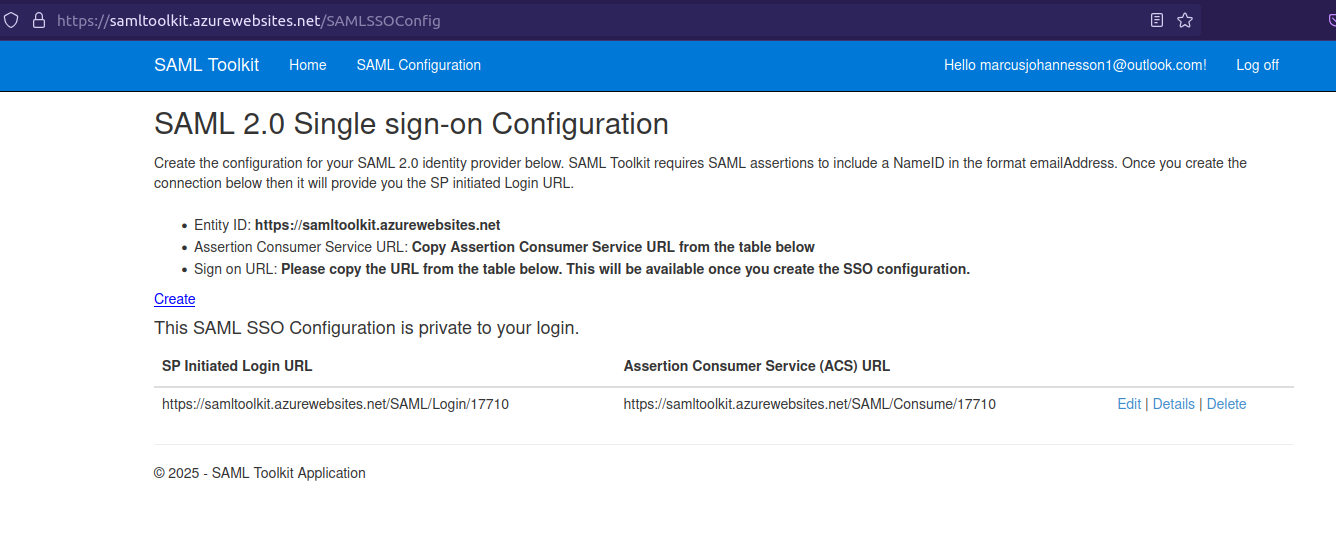 https://samltoolkit.azurewebsites.net/SAMLSSOConfig
SAML Toolkit Home SAML Configuration Hello marcusjohannesson1@outlook.com! Log off
SAML 2.0 Single sign-on Configuration
Create the configuration for your SAML 2.0 identity provider below. SAML Toolkit requires SAML assertions to include a NameID in the format emailAddress. Once you create the
connection below then it will provide you the SP initiated Login URL.
• Entity ID: https://samltoolkit.azurewebsites.net
• Assertion Consumer Service URL: Copy Assertion Consumer Service URL from the table below
• Sign on URL: Please copy the URL from the table below. This will be available once you create the SSO configuration.
Create
This SAML SSO Configuration is private to your login.
SP Initiated Login URL Assertion Consumer Service (ACS) URL
https://samltoolkit.azurewebsites.net/SAML/Login/17710 https://samltoolkit.azurewebsites.net/SAML/Consume/17710 Edit | Details | Delete
© 2025 - SAML Toolkit Application